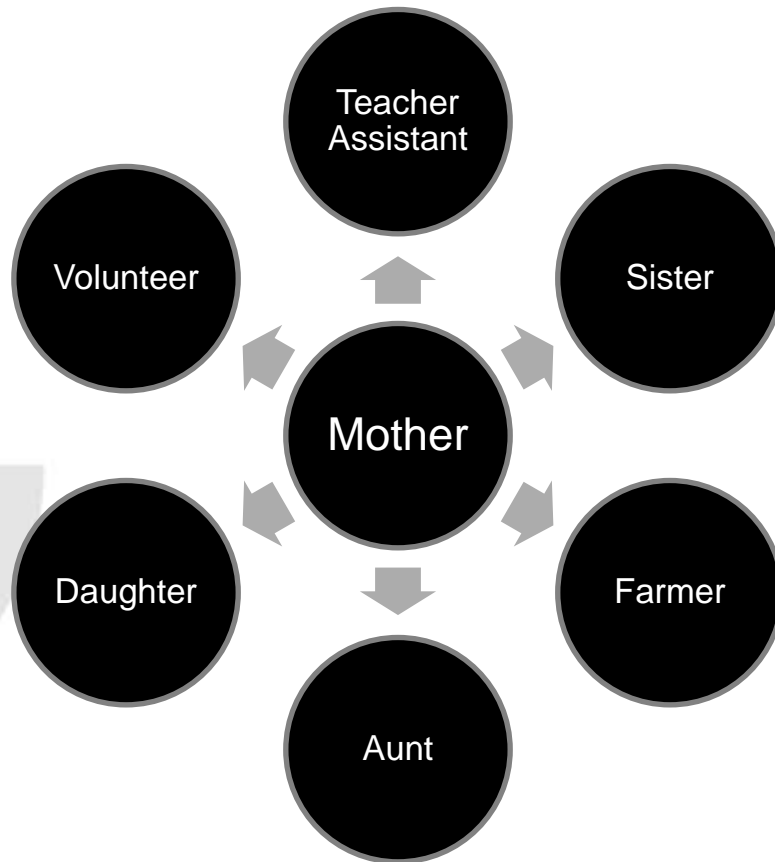 Teacher
Assistant
Volunteer
Sister
Mother
Daughter
Farmer
Aunt